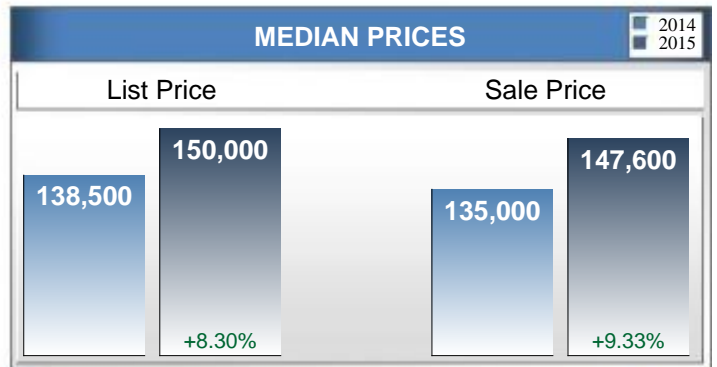 MEDIAN PRICES
2014
2015
List Price
Sale Price
138,500
150,000
+8.30%
135,000
147,600
+9.33%